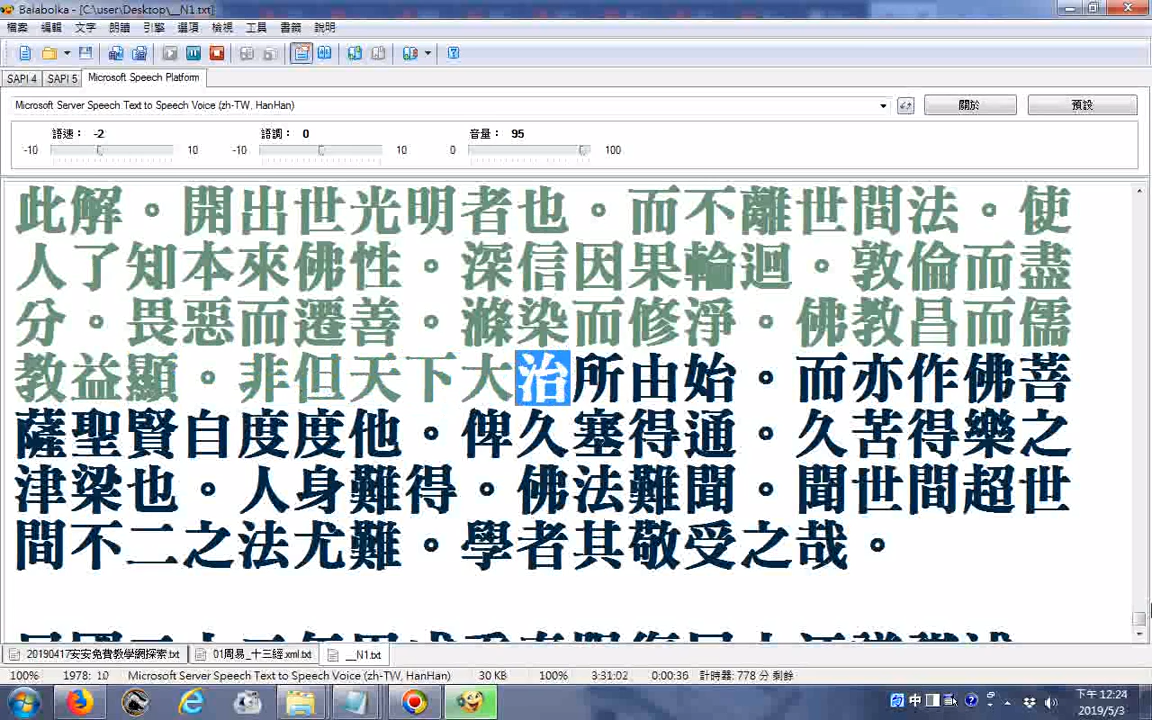 Balabolka - [C:\user\Desktop\__N1.txt]
檔案 編輯 文字 朗讀 引擎 選項 檢視 工具 書籤 說明
SAPI 4 SAPI 5 Microsoft Speech Platform
Microsoft Server Speech Text to Speech Voice (zh-TW, HanHan) 關於 預設
語速： -2 語調： 0 音量： 95
-10 10 -10 10 0 100
此解。開出世光明者也。而不離世間法。使
人了知本來佛性。深信因果輪迴。敦倫而盡
分。畏惡而遷善。滌染而修淨。佛教昌而儒
教益顯。非但天下大治所由始。而亦作佛菩
薩聖賢自度度他。俾久塞得通。久苦得樂之
津梁也。人身難得。佛法難聞。聞世間超世
間不二之法尤難。學者其敬受之哉。
20190417安安免費教學網探索.txt 01周易_十三經.xml.txt __N1.txt
100% 1978: 10 Microsoft Server Speech Text to Speech Voice (zh-TW, HanHan) 30 KB 100% 3:31:02 0:00:36 計時器: 778 分 剩餘
中 下午 12:24
2019/5/3